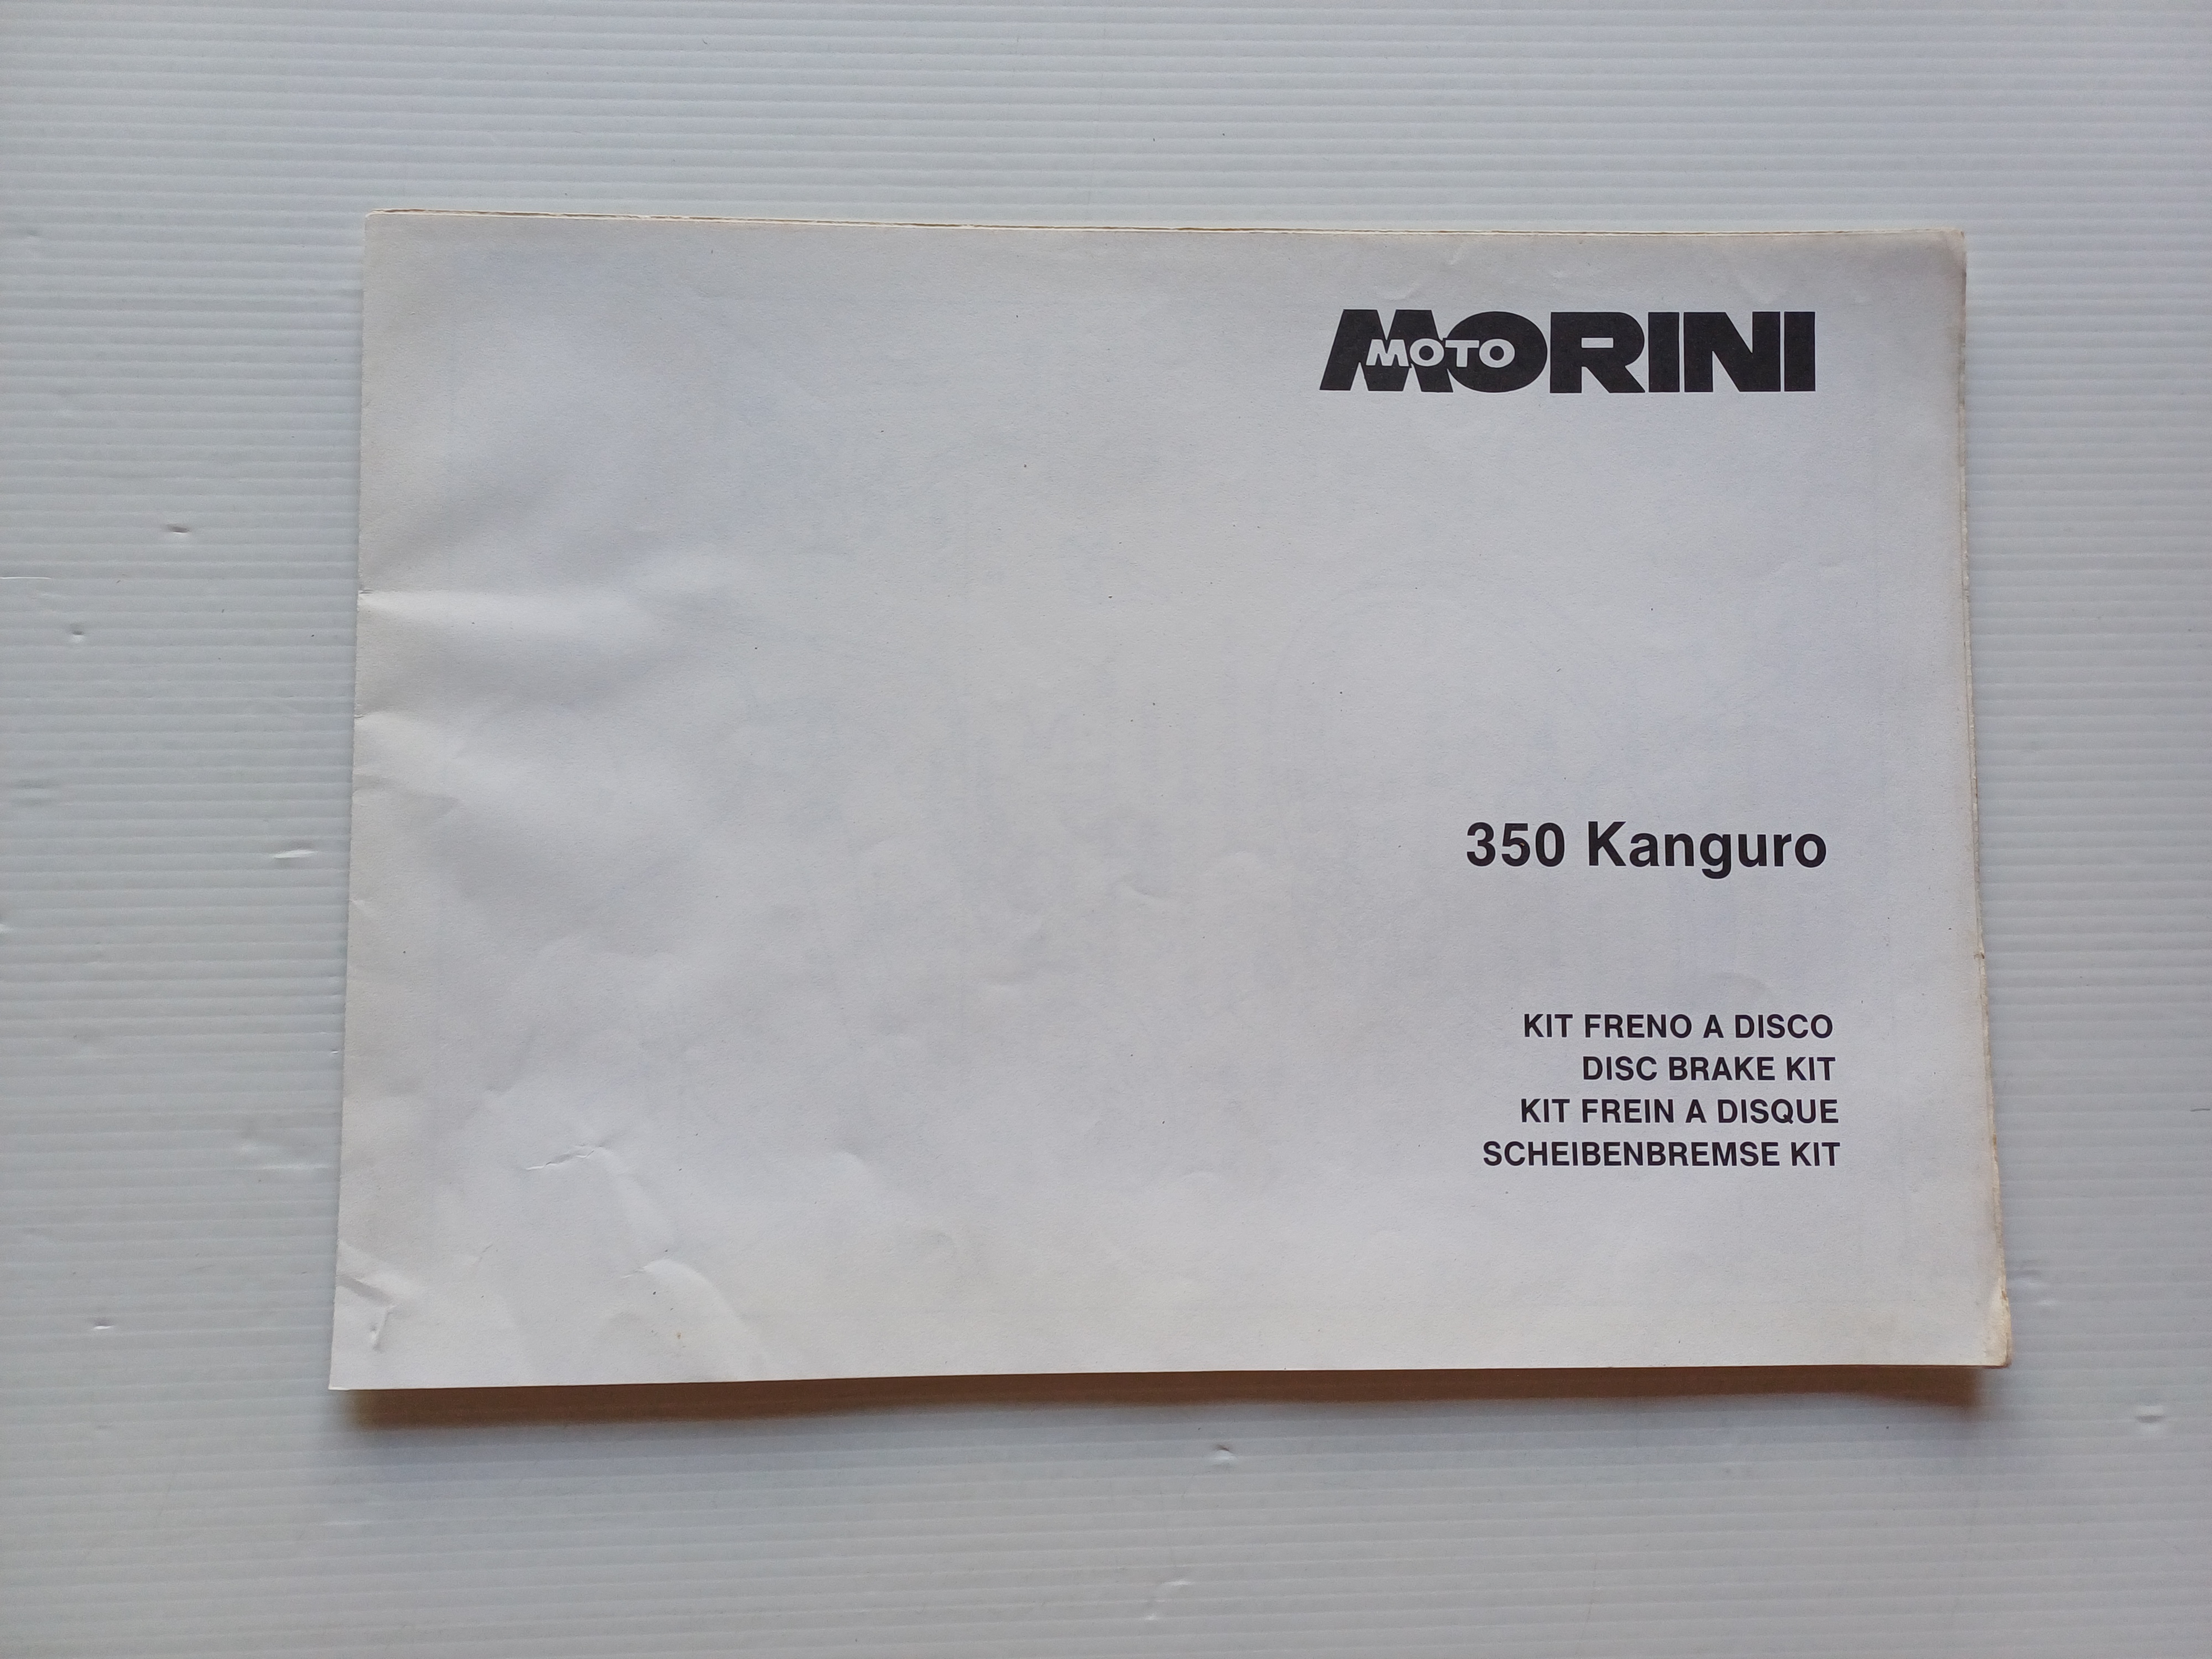 MOTO MORINI
350 Kanguro
KIT FRENO A DISCO
DISC BRAKE KIT
KIT FREIN A DISQUE
SCHEIBENBREMSE KIT